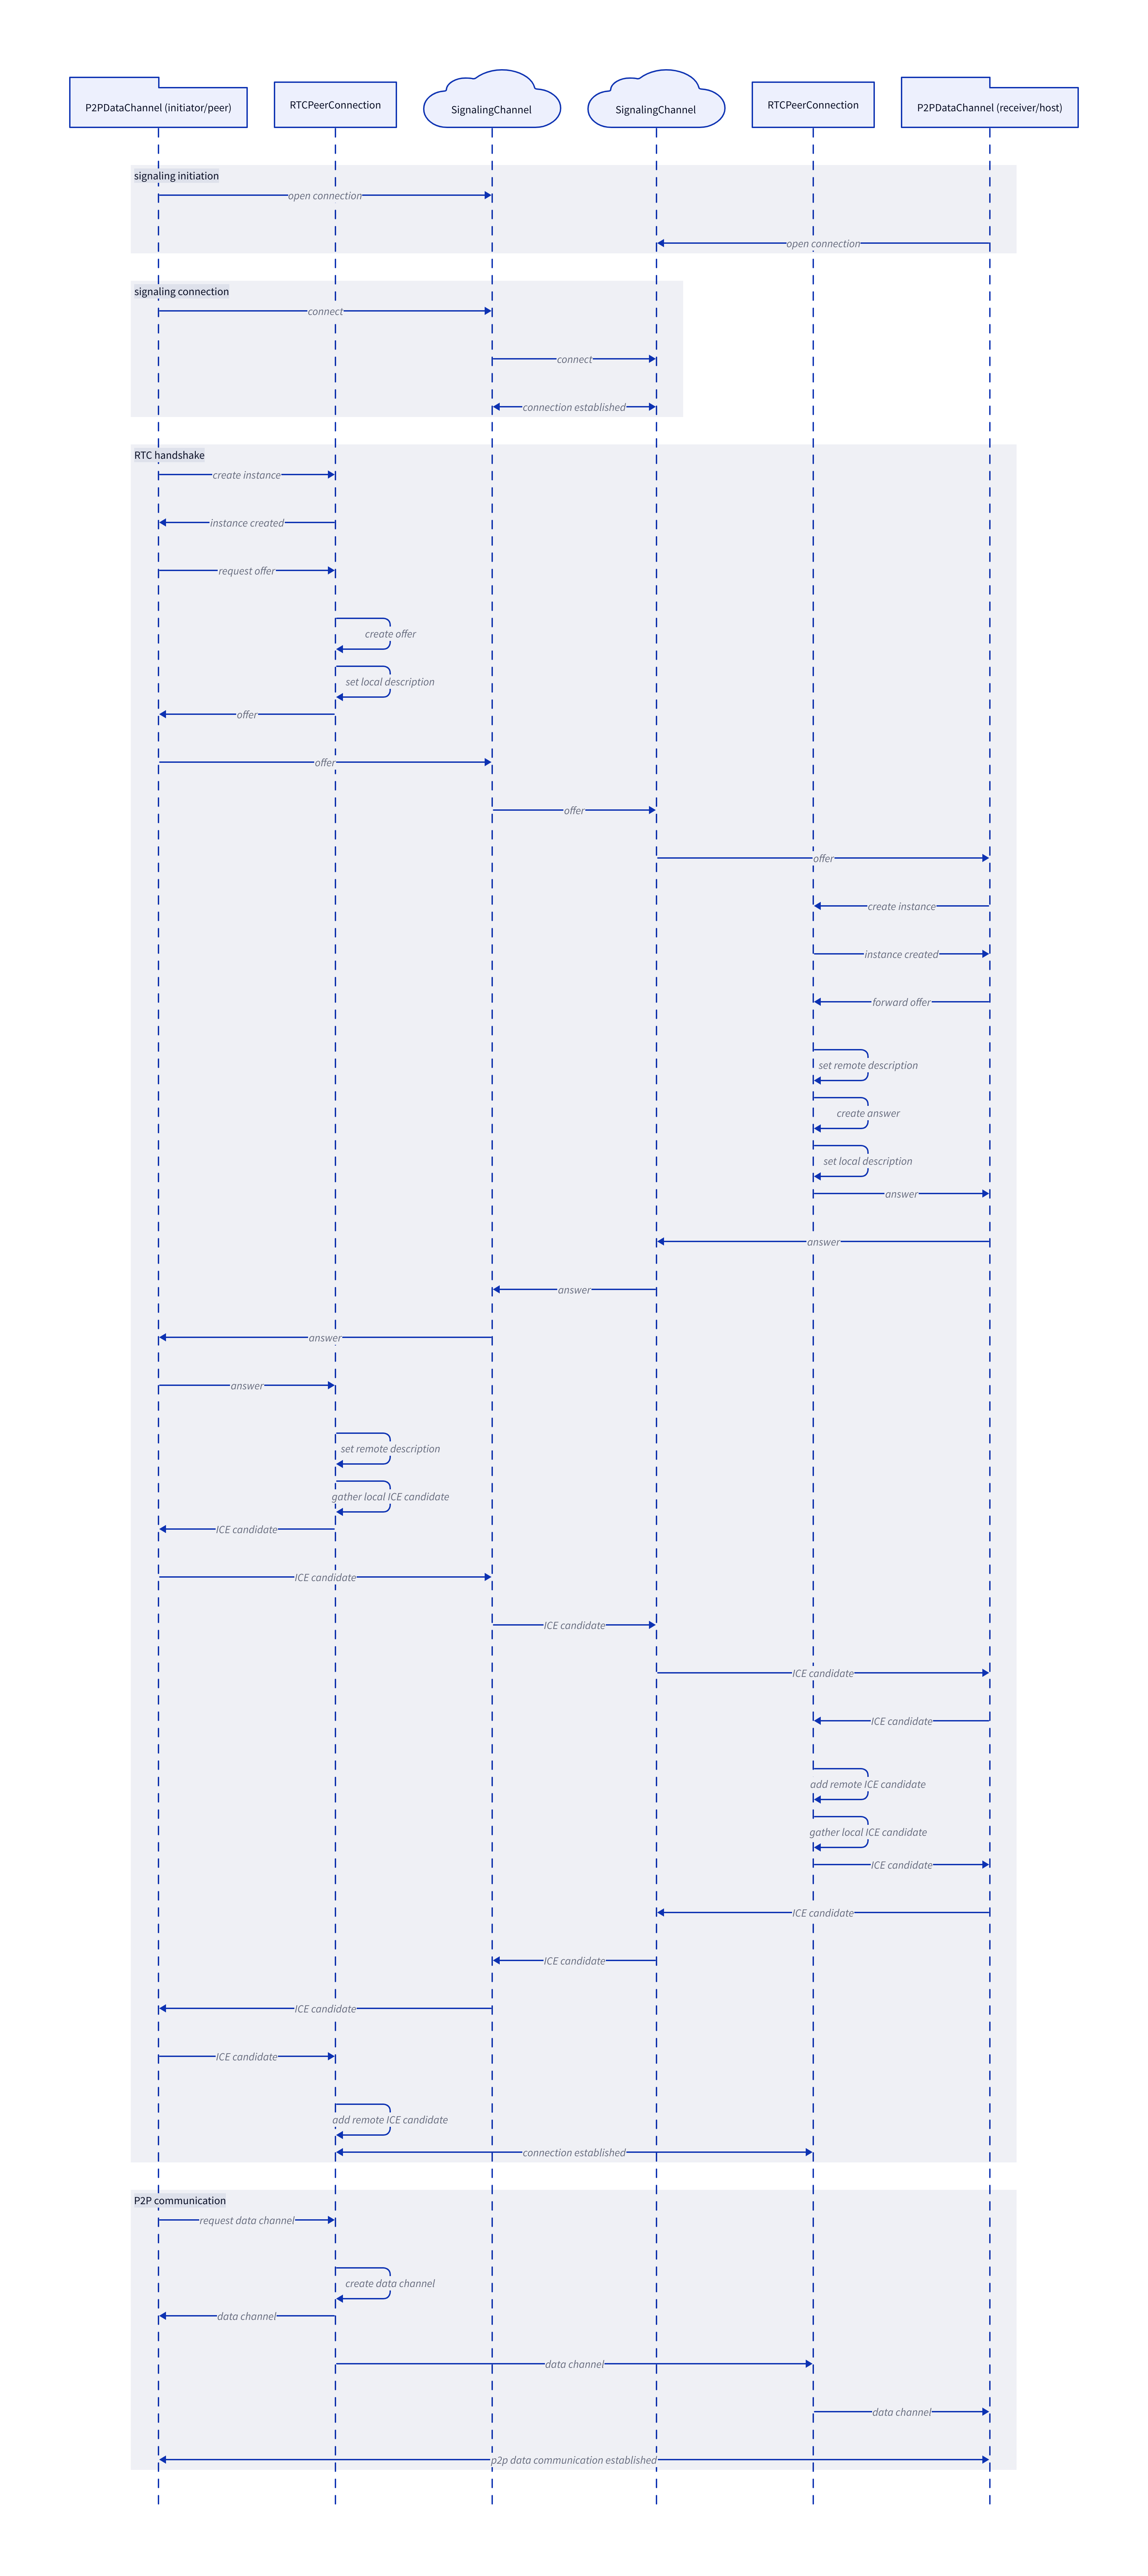 P2PDataChannel (initiator/peer)
RTCPeerConnection
SignalingChannel
SignalingChannel
RTCPeerConnection
P2PDataChannel (receiver/host)
signaling initiation
open connection
open connection
signaling connection
connect
connect
connection established
RTC handshake
create instance
instance created
request offer
create offer
set local description
offer
offer
offer
offer
create instance
instance created
forward offer
set remote description
create answer
set local description
answer
answer
answer
answer
answer
set remote description
gather local ICE candidate
ICE candidate
ICE candidate
ICE candidate
ICE candidate
ICE candidate
add remote ICE candidate
gather local ICE candidate
ICE candidate
ICE candidate
ICE candidate
ICE candidate
ICE candidate
add remote ICE candidate
connection established
P2P communication
request data channel
create data channel
data channel
data channel
data channel
p2p data communication established